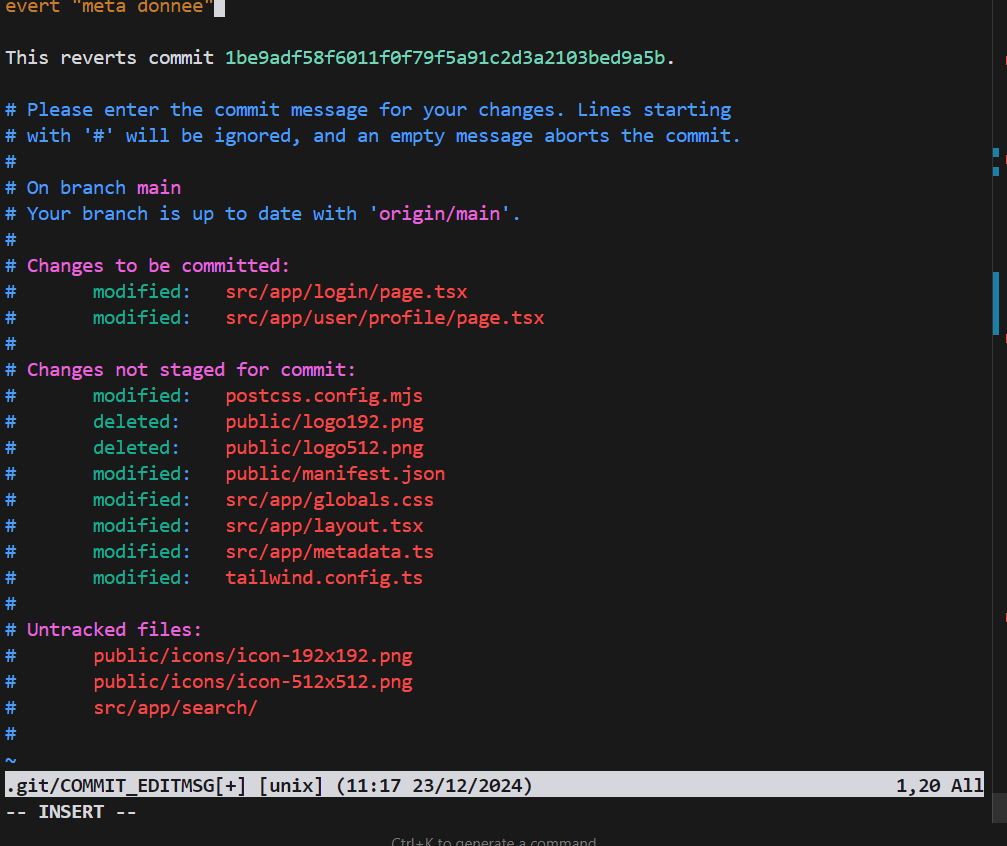 evert "meta donnee"
This reverts commit 1be9adf58f6011f0f79f5a91c2d3a2103bed9a5b.
# Please enter the commit message for your changes. Lines starting
# with '#' will be ignored, and an empty message aborts the commit.
#
# On branch main
# Your branch is up to date with 'origin/main'.
#
# Changes to be committed:
#       modified:   src/app/login/page.tsx
#       modified:   src/app/user/profile/page.tsx
#
# Changes not staged for commit:
#       modified:   postcss.config.mjs
#       deleted:    public/logo192.png
#       deleted:    public/logo512.png
#       modified:   public/manifest.json
#       modified:   src/app/globals.css
#       modified:   src/app/layout.tsx
#       modified:   src/app/metadata.ts
#       modified:   tailwind.config.ts
#
# Untracked files:
#       public/icons/icon-192x192.png
#       public/icons/icon-512x512.png
#       src/app/search/
#
~
.git/COMMIT_EDITMSG[+] [unix] (11:17 23/12/2024) 1,20 All
-- INSERT --
Ctrl+K to generate a command